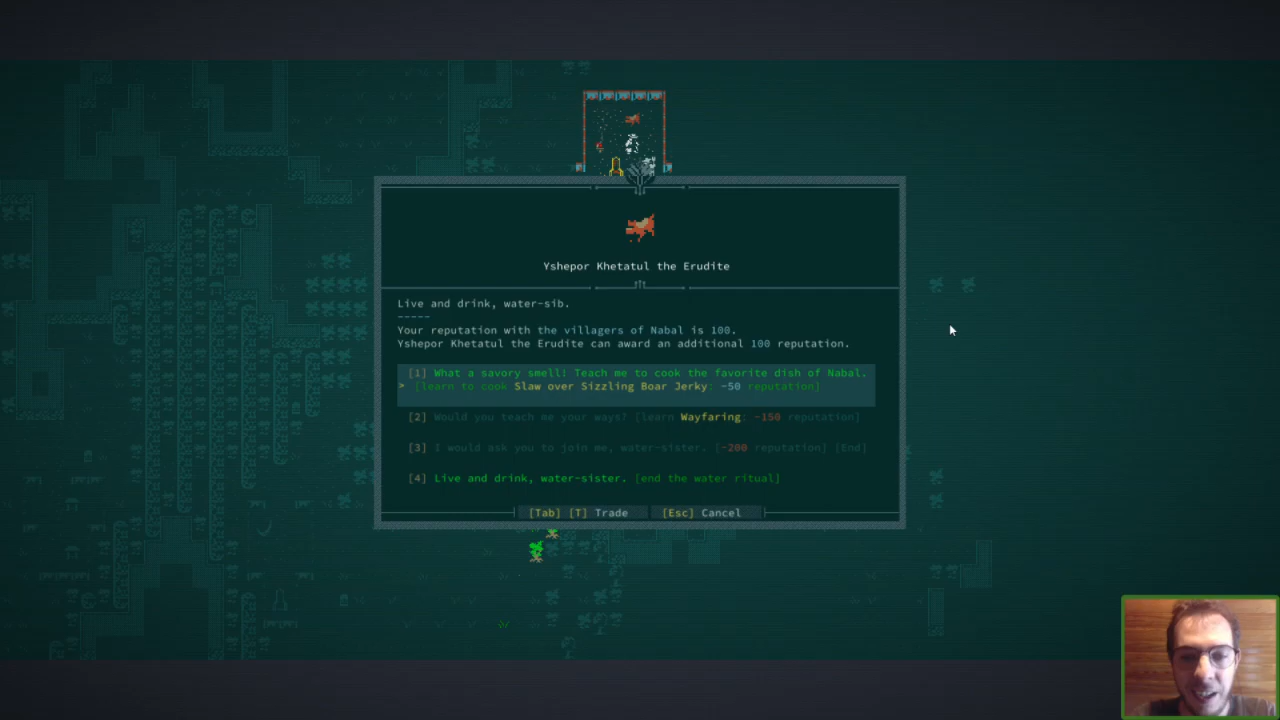 Yshepor Khetatul the Erudite
Live and drink, water-sib.
-----
Your reputation with the villagers of Nabal is 100.
Yshepor Khetatul the Erudite can award an additional 100 reputation.
[1] What a savory smell! Teach me to cook the favorite dish of Nabal.
> [learn to cook Slaw over Sizzling Boar Jerky: -50 reputation]
[2] Would you teach me your ways? [learn Wayfaring: -150 reputation]
[3] I would ask you to join me, water-sister. [-200 reputation] [End]
[4] Live and drink, water-sister. [end the water ritual]
[Tab] [T] Trade [Esc] Cancel